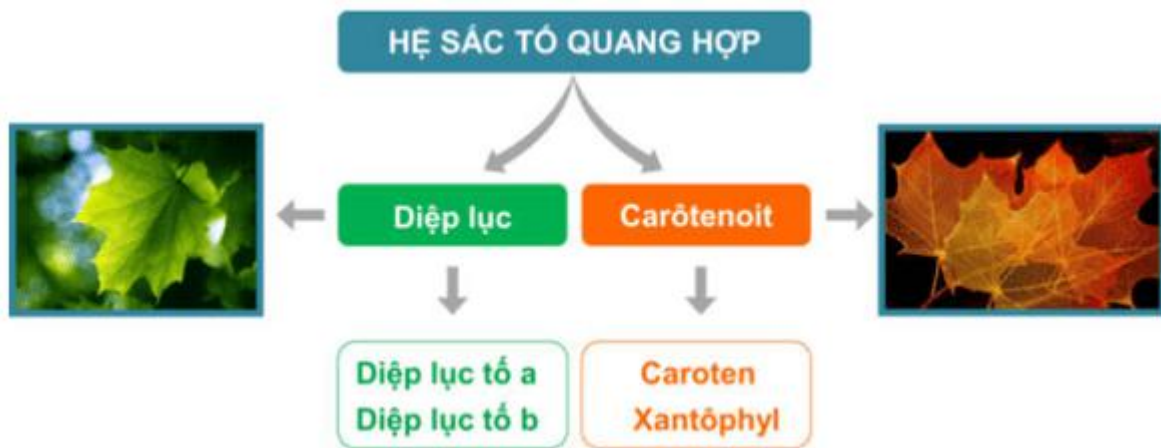 HỆ SẮC TỐ QUANG HỢP
Diệp lục
Carôtenoit
Diệp lục tố a
Diệp lục tố b
Caroten
Xantôphyl